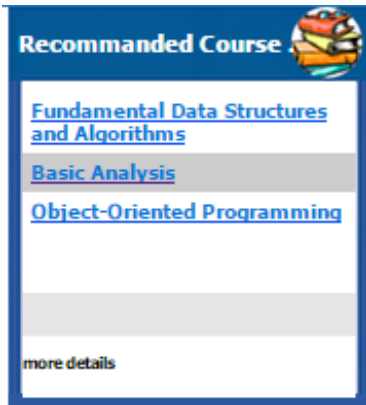 Recommanded Course .
Fundamental Data Structures
and Algorithms
Basic Analysis
Object-Oriented Programming
more details